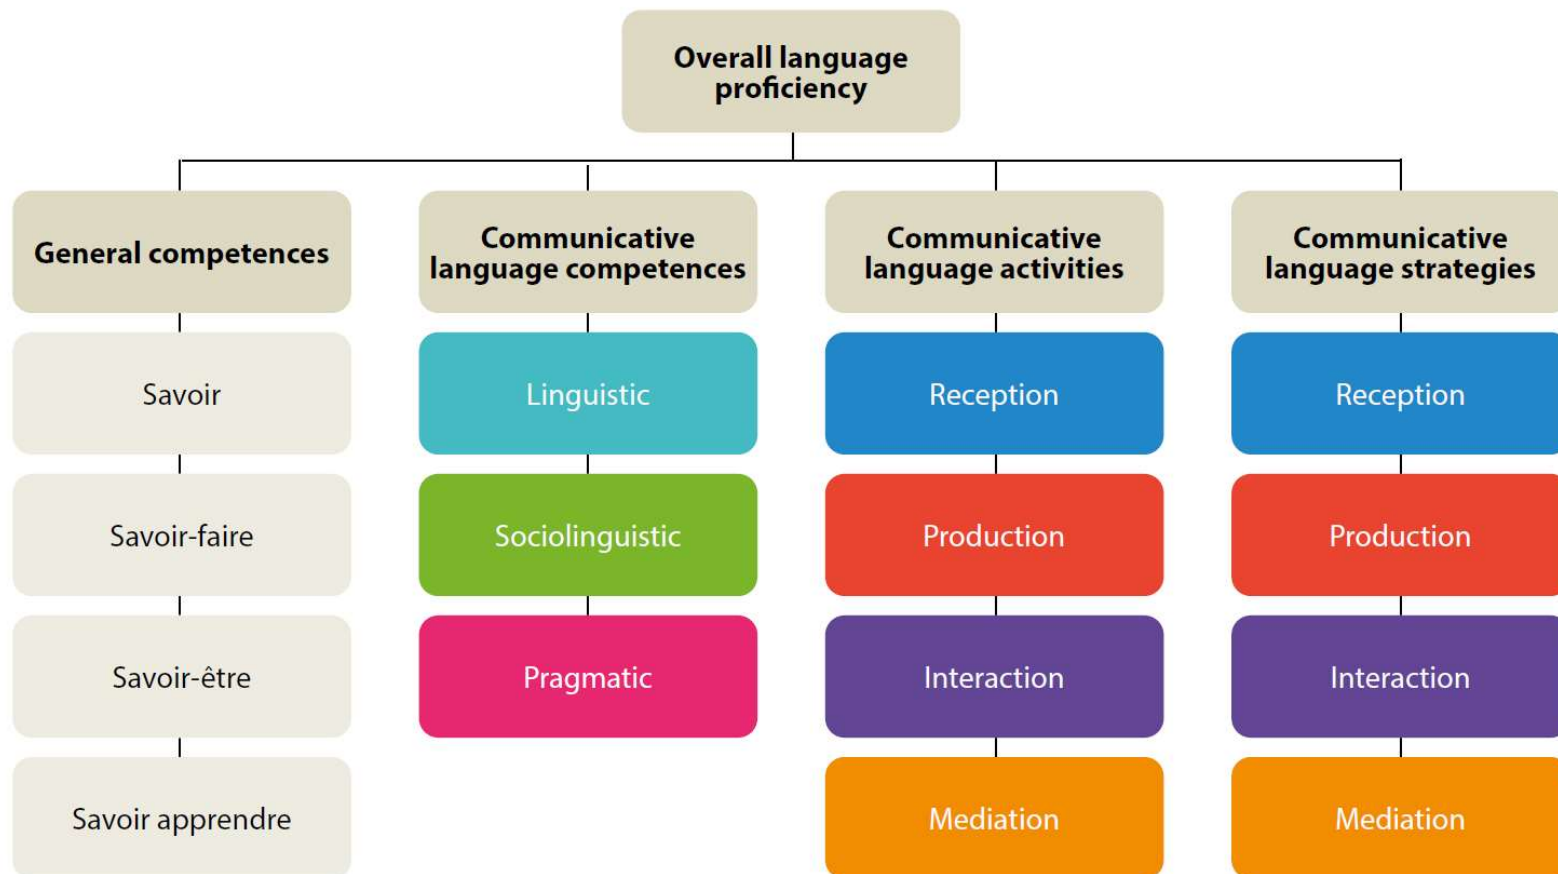 Overall language
proficiency
General competences
Communicative
language competences
Communicative
language activities
Communicative
language strategies
Savoir
Linguistic
Reception
Reception
Savoir-faire
Sociolinguistic
Production
Production
Savoir-être
Pragmatic
Interaction
Interaction
Savoir apprendre
Mediation
Mediation